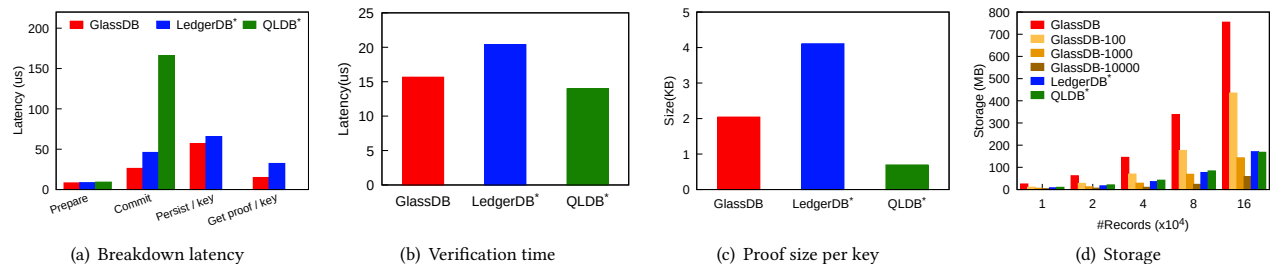 GlassDB LedgerDB* QLDB*
Latency (us)
200
150
100
50
0
Prepare Commit Persist / key Get proof / key
(a) Breakdown latency
Latency(us)
25
20
15
10
5
0
GlassDB LedgerDB* QLDB*
(b) Verification time
Size(KB)
5
4
3
2
1
0
GlassDB LedgerDB* QLDB*
(c) Proof size per key
Storage (MB)
800
700
600
500
400
300
200
100
0
GlassDB
GlassDB-100
GlassDB-1000
GlassDB-10000
LedgerDB*
QLDB*
1 2 4 8 16
#Records (x10⁴)
(d) Storage